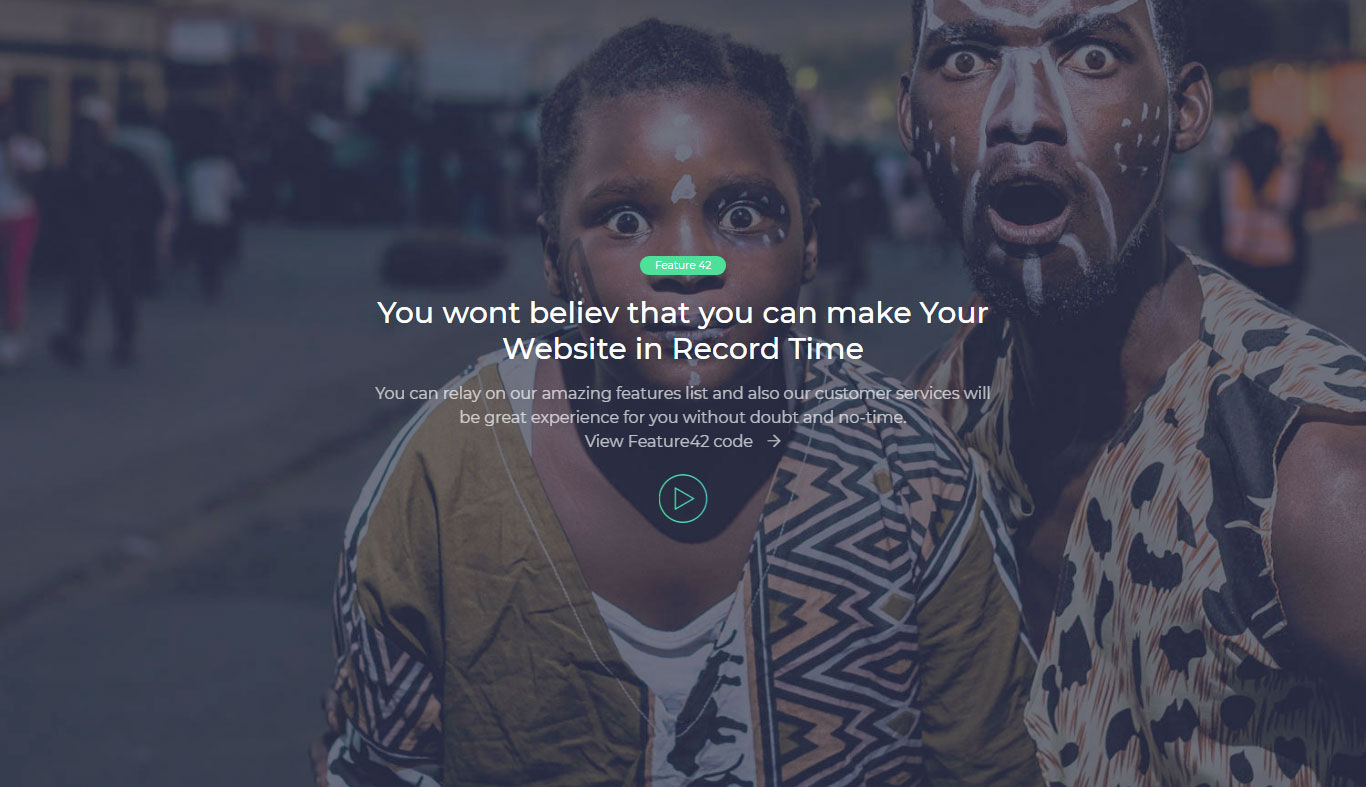 Feature 42
You wont believ that you can make Your
Website in Record Time
You can relay on our amazing features list and also our customer services will
be great experience for you without doubt and no-time.
View Feature42 code